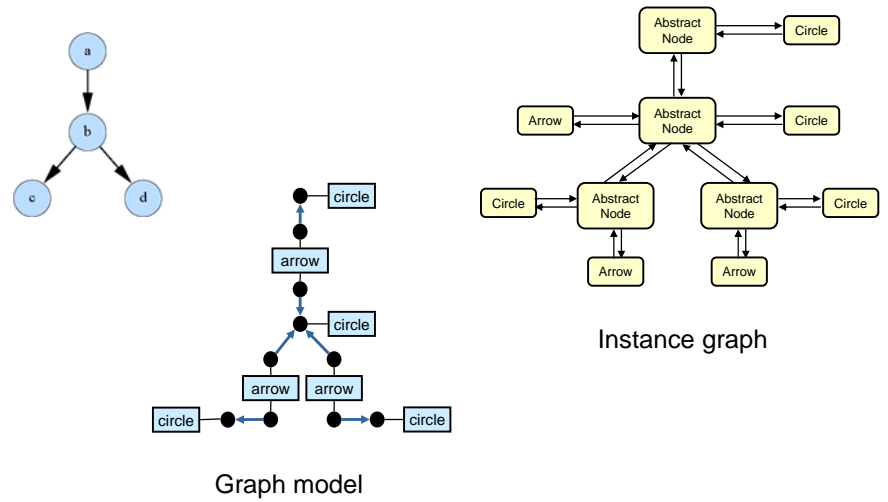 a
b
c
d
circle
arrow
circle
arrow
arrow
circle
circle
Graph model
Abstract
Node
Circle
Arrow
Abstract
Node
Circle
Circle
Abstract
Node
Abstract
Node
Circle
Arrow
Arrow
Instance graph